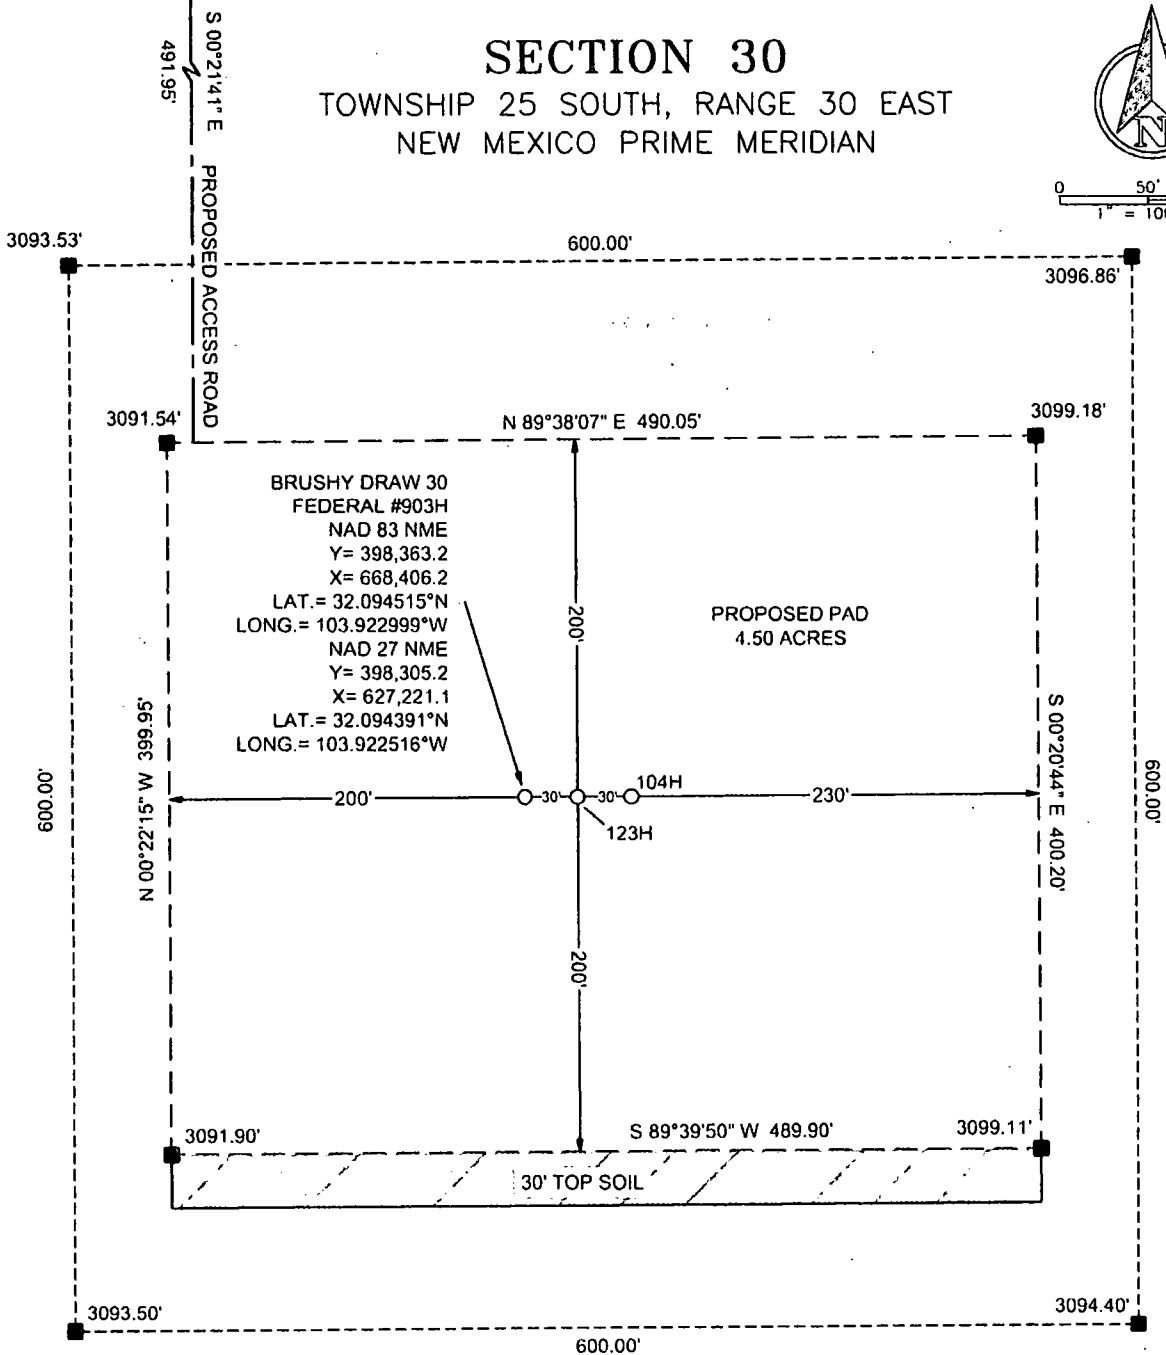 SECTION 30
TOWNSHIP 25 SOUTH, RANGE 30 EAST
NEW MEXICO PRIME MERIDIAN
N
0 50'
S 00°21'41" E
491.95'
PROPOSED ACCESS ROAD
3093.53'
600.00'
3096.86'
3091.54'
N 89°38'07" E 490.05'
3099.18'
BRUSHY DRAW 30
FEDERAL #903H
NAD 83 NME
Y= 398,363.2
X= 668,406.2
LAT.= 32.094515°N
LONG.= 103.922999°W
NAD 27 NME
Y= 398,305.2
X= 627,221.1
LAT.= 32.094391°N
LONG.= 103.922516°W
200'
PROPOSED PAD
4.50 ACRES
600.00'
N 00°22'15" W 399.95'
200'
30'
30'
104H
230'
123H
S 00°20'44" E 400.20'
600.00'
200'
3091.90'
S 89°39'50" W 489.90'
3099.11'
30' TOP SOIL
3093.50'
600.00'
3094.40'